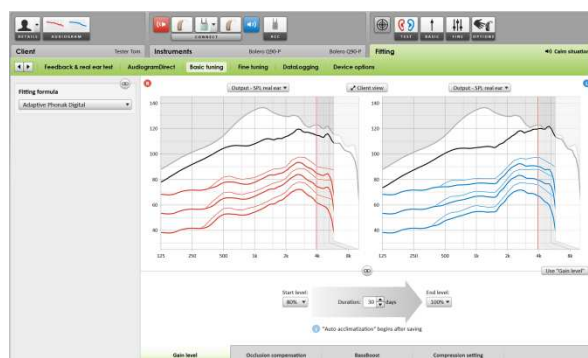 DETAILS AUDIOGRAM CONNECT ACC TEST BASIC TIME OPTIONS
Client Tester Tom Instruments Bolero Q90-P Bolero Q90-P Fitting Calm situation
Feedback & real ear test AudiogramDirect Basic tuning Fine tuning DataLogging Device options
Fitting formula
Adaptive Phonak Digital
Output - SPL real ear Client view Output - SPL real ear
140 140
120 120
100 100
80 80
60 60
40 40
125 250 500 1k 2k 4k 8k 125 250 500 1k 2k 4k 8k
Use "Gain level"
Start level: End level:
80% Duration: 30 days 100%
"Auto acclimatization" begins after saving
Gain level Occlusion compensation BassBoost Compression setting